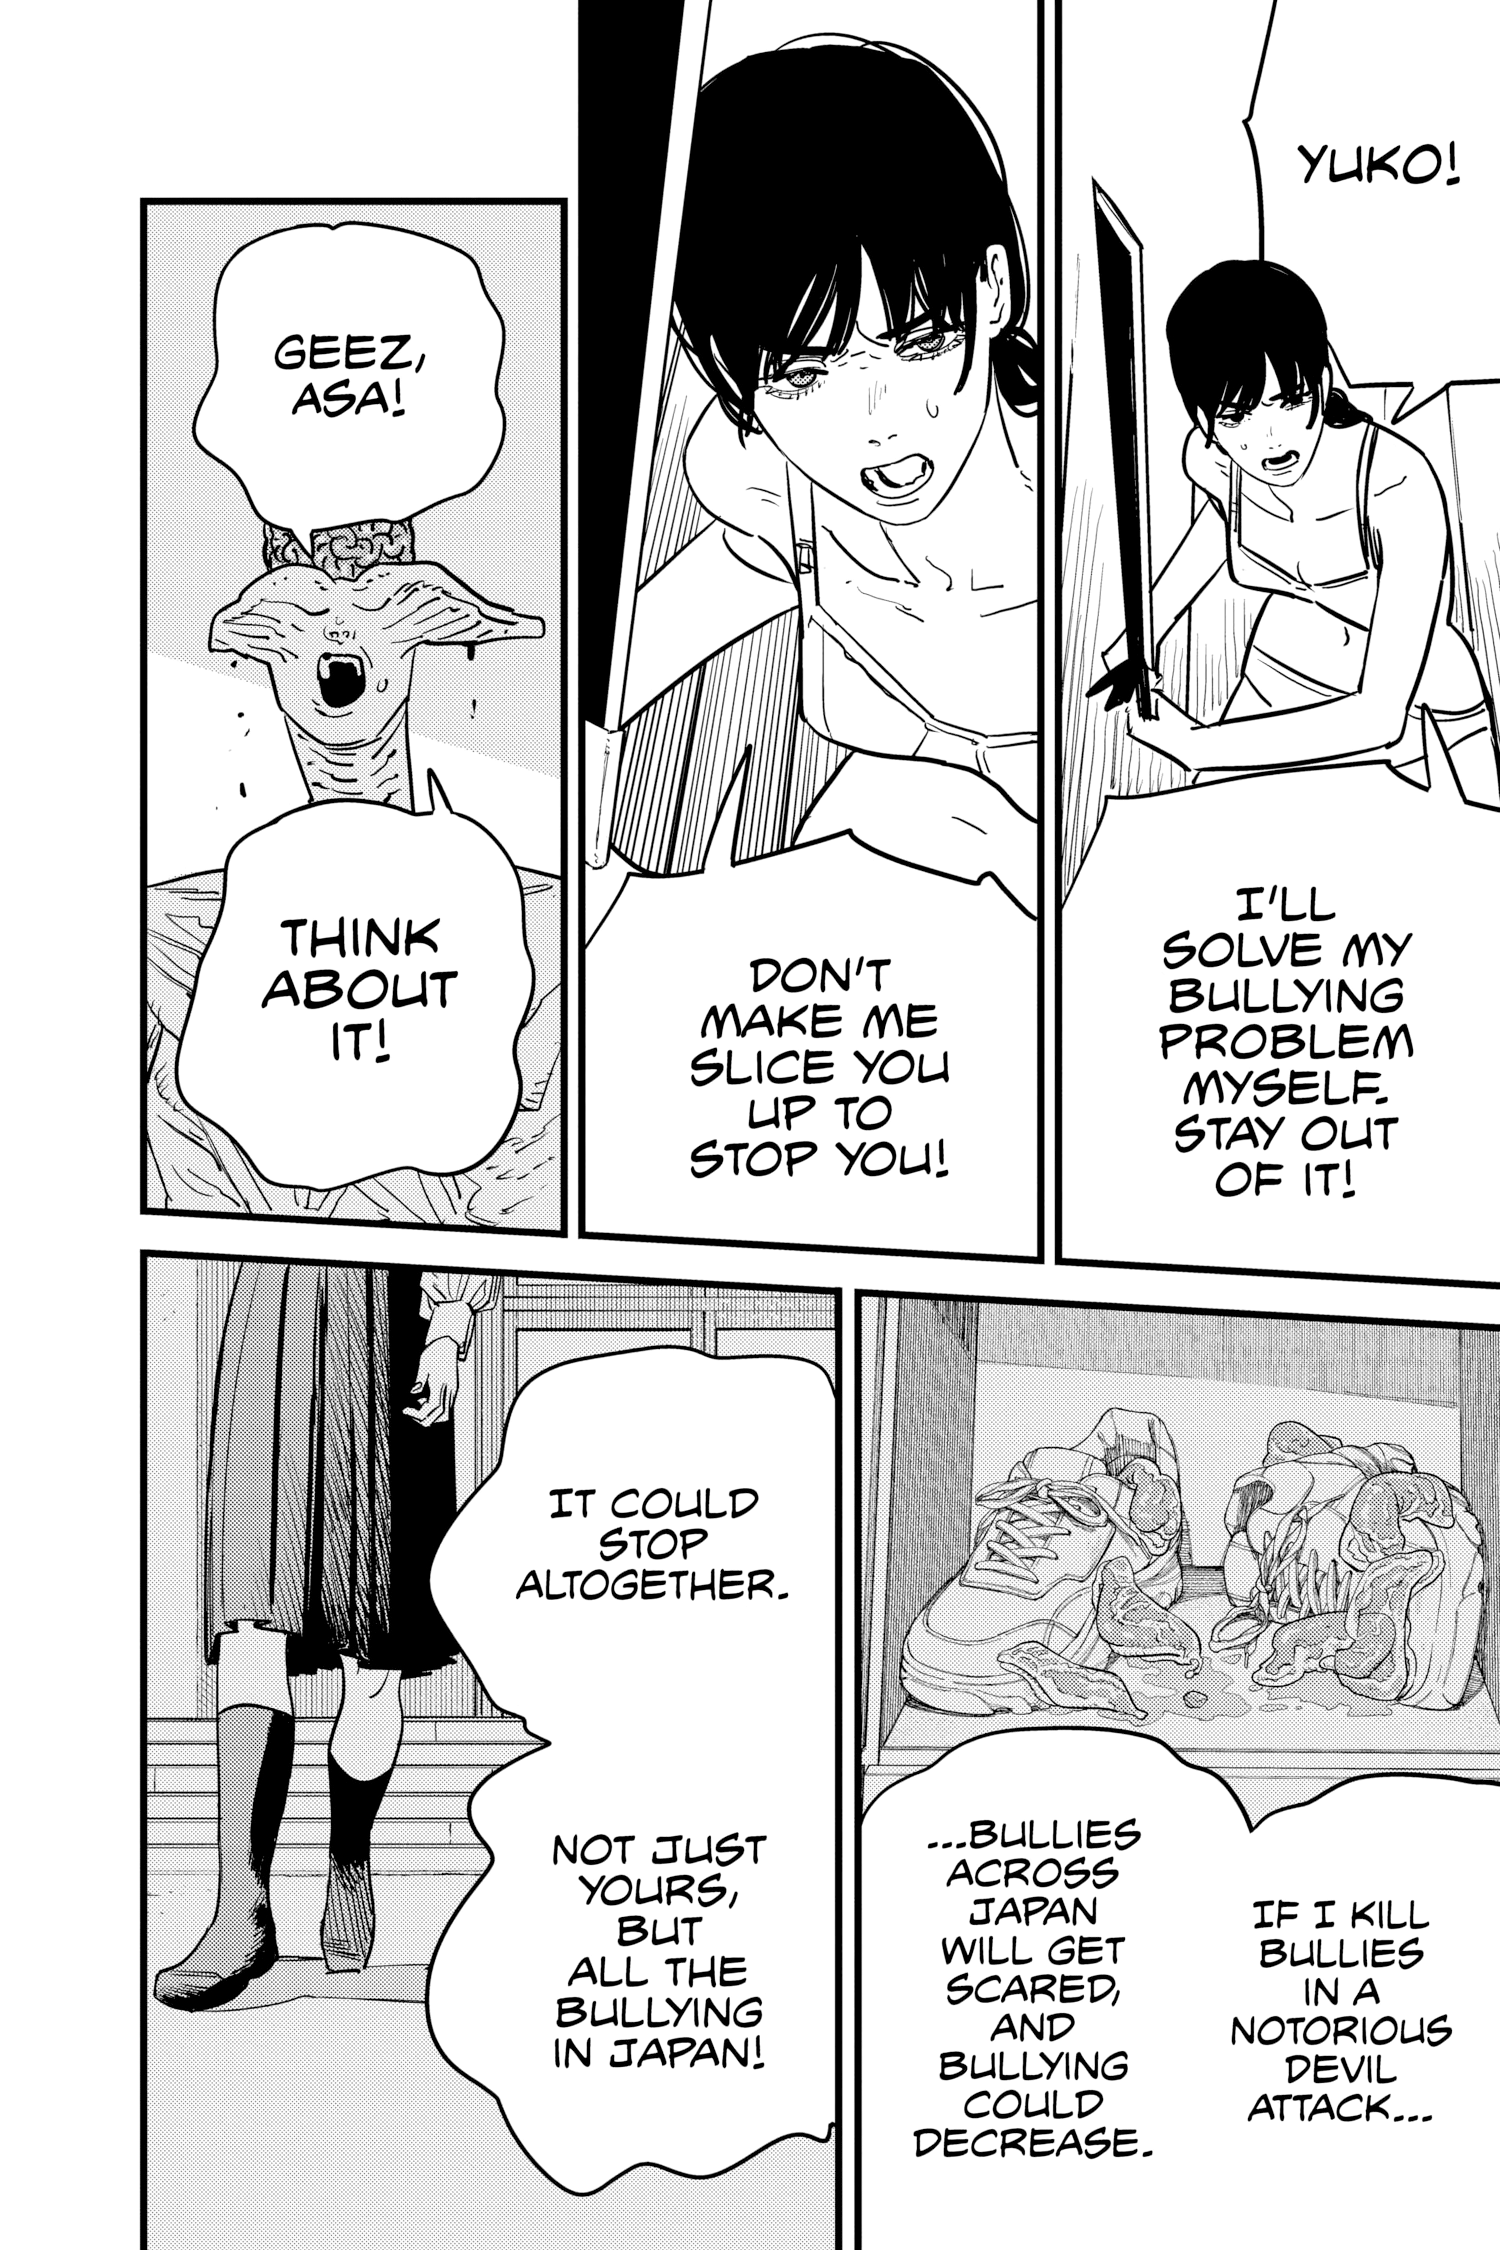 YUKO!
I'LL
SOLVE MY
BULLYING
PROBLEM
MYSELF.
STAY OUT
OF IT!
DON'T
MAKE ME
SLICE YOU
UP TO
STOP YOU!
GEEZ,
ASA!
THINK
ABOUT
IT!
IF I KILL
BULLIES
IN A
NOTORIOUS
DEVIL
ATTACK...
...BULLIES
ACROSS
JAPAN
WILL GET
SCARED,
AND
BULLYING
COULD
DECREASE.
IT COULD
STOP
ALTOGETHER.
NOT JUST
YOURS,
BUT
ALL THE
BULLYING
IN JAPAN!